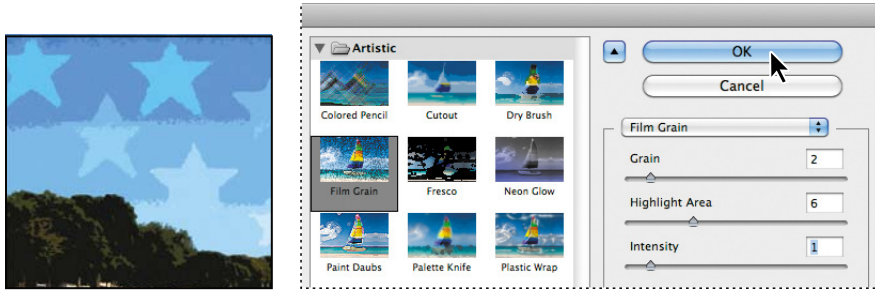 Artistic
OK
Cancel
Colored Pencil
Cutout
Dry Brush
Film Grain
Film Grain
Fresco
Neon Glow
Grain 2
Highlight Area 6
Intensity 1
Paint Daubs
Palette Knife
Plastic Wrap